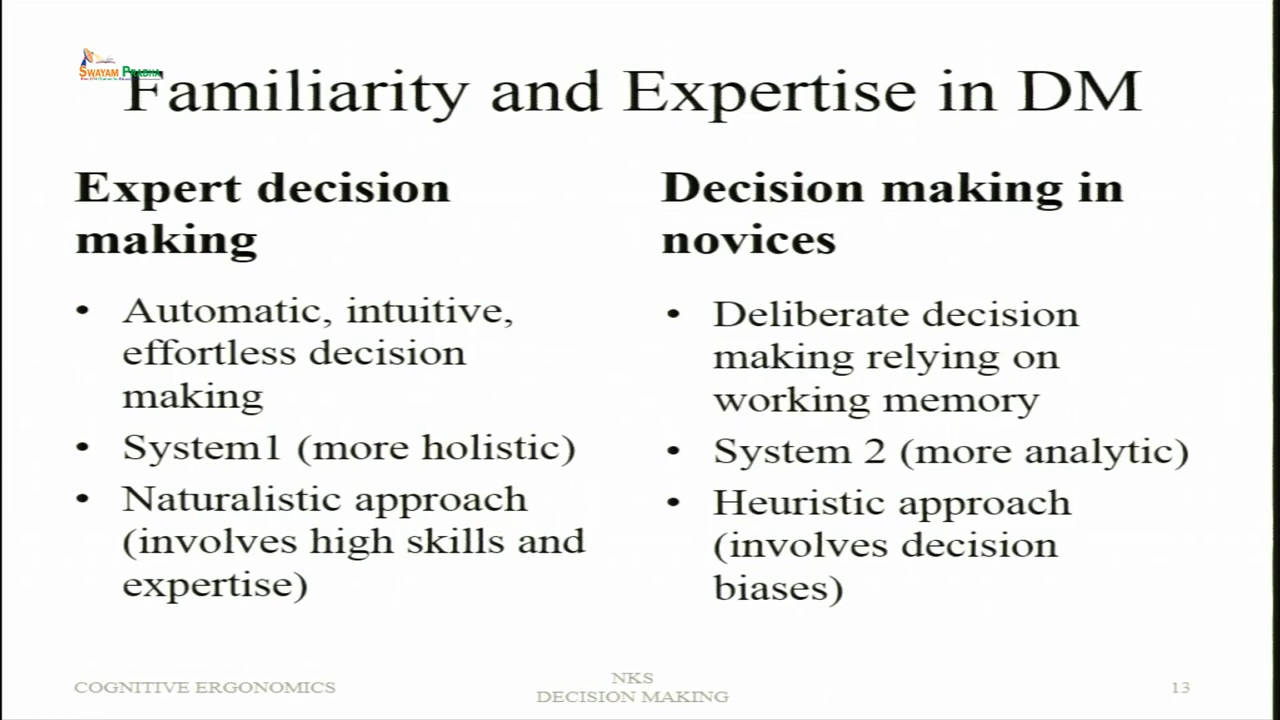 SWAYAM PRABHA
Familiarity and Expertise in DM
Expert decision
making
• Automatic, intuitive,
effortless decision
making
• System1 (more holistic)
• Naturalistic approach
(involves high skills and
expertise)
Decision making in
novices
• Deliberate decision
making relying on
working memory
• System 2 (more analytic)
• Heuristic approach
(involves decision
biases)
COGNITIVE ERGONOMICS
NKS
DECISION MAKING
13